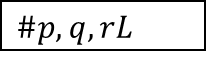 #p, q, rL